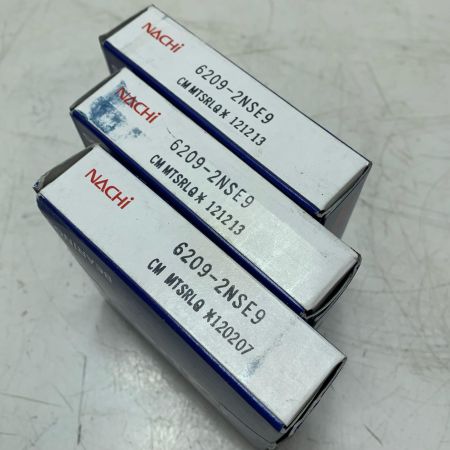 NACHi
6209-2NSE9
CM MTSRLQ * 121213
NACHi
6209-2NSE9
CM MTSRLQ * 121213
NACHi
6209-2NSE9
CM MTSRLQ *120207